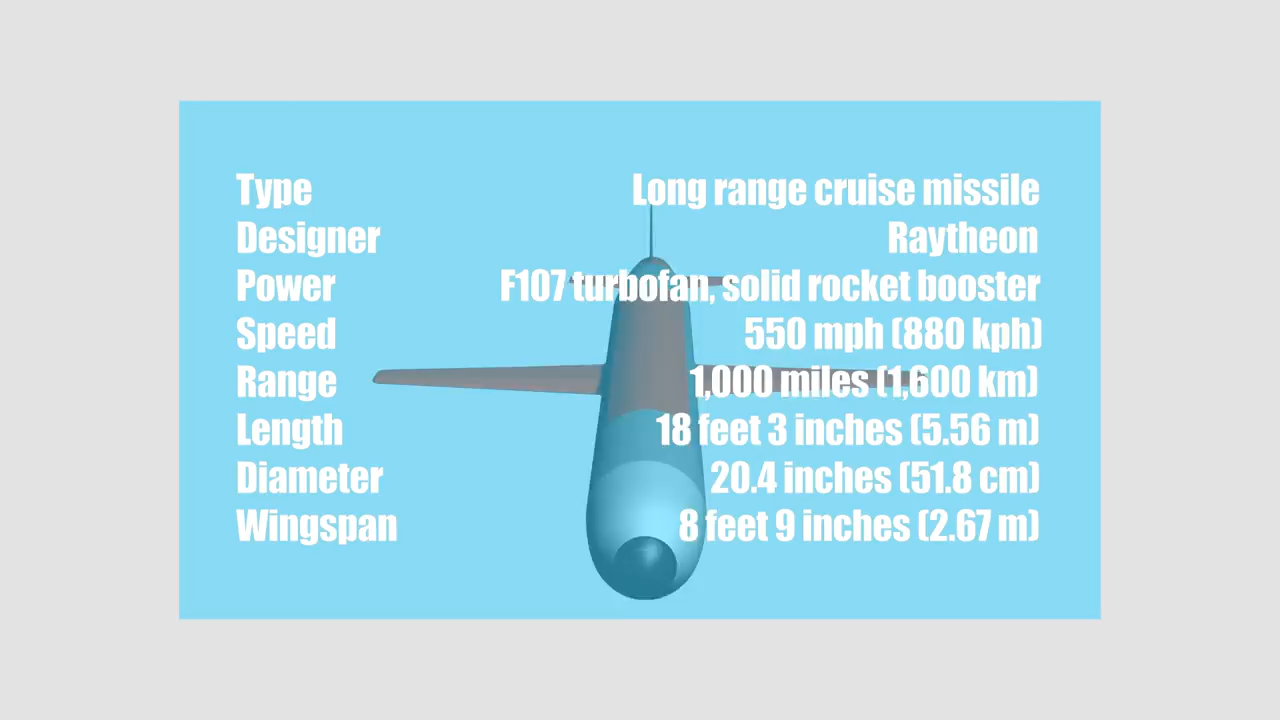 Type Long range cruise missile
Designer Raytheon
Power F107 turbofan, solid rocket booster
Speed 550 mph (880 kph)
Range 1,000 miles (1,600 km)
Length 18 feet 3 inches (5.56 m)
Diameter 20.4 inches (51.8 cm)
Wingspan 8 feet 9 inches (2.67 m)